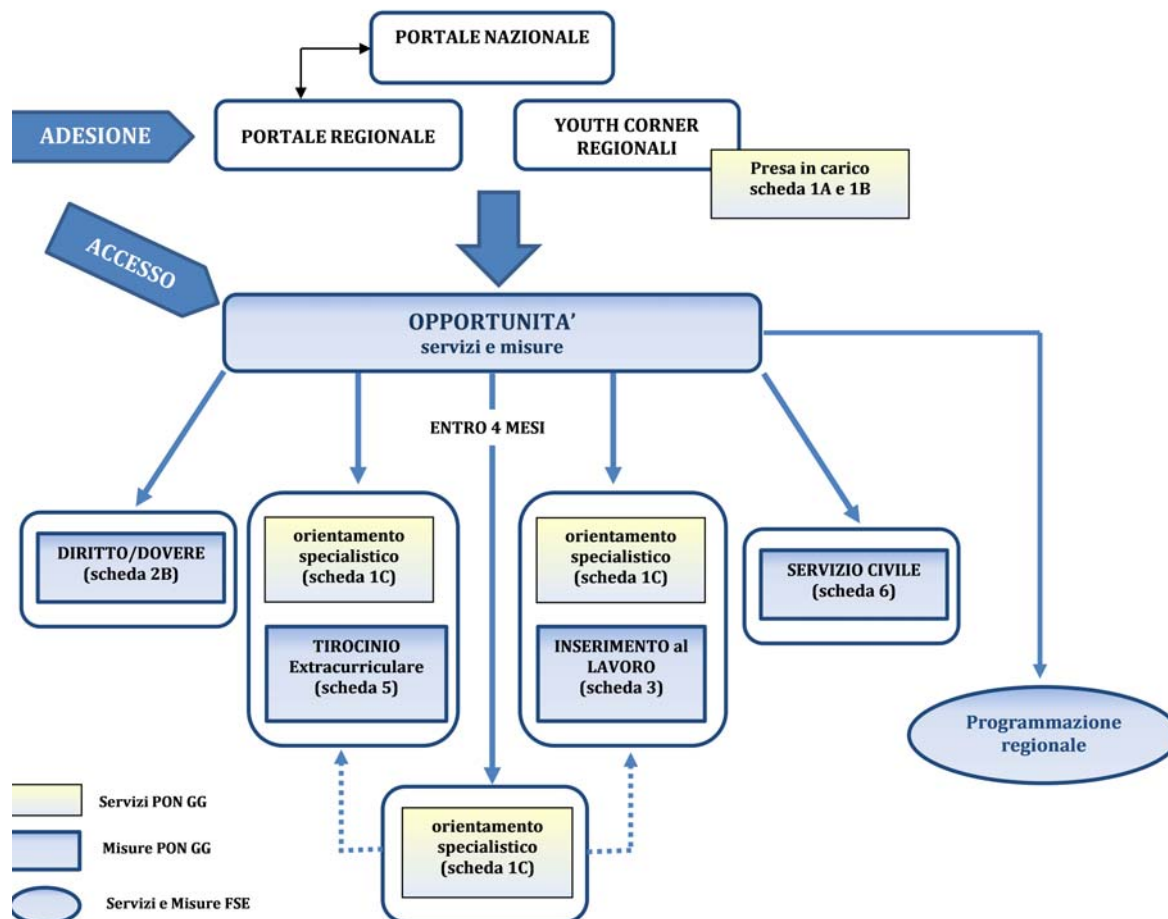 PORTALE NAZIONALE
ADESIONE
PORTALE REGIONALE
YOUTH CORNER
REGIONALI
Presa in carico
scheda 1A e 1B
ACCESSO
OPPORTUNITA’
servizi e misure
ENTRO 4 MESI
DIRITTO/DOVERE
(scheda 2B)
orientamento
specialistico
(scheda 1C)
TIROCINIO
Extracurriculare
(scheda 5)
orientamento
specialistico
(scheda 1C)
INSERIMENTO al
LAVORO
(scheda 3)
SERVIZIO CIVILE
(scheda 6)
Programmazione
regionale
orientamento
specialistico
(scheda 1C)
Servizi PON GG
Misure PON GG
Servizi e Misure FSE